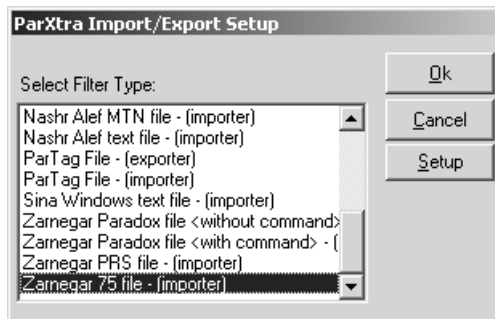 ParXtra Import/Export Setup
Select Filter Type:
Nashr Alef MTN file - (importer)
Nashr Alef text file - (importer)
ParTag File - (exporter)
ParTag File - (importer)
Sina Windows text file - (importer)
Zarnegar Paradox file <without command>
Zarnegar Paradox file <with command> - (
Zarnegar PRS file - (importer)
Zarnegar 75 file - (importer)
Ok
Cancel
Setup